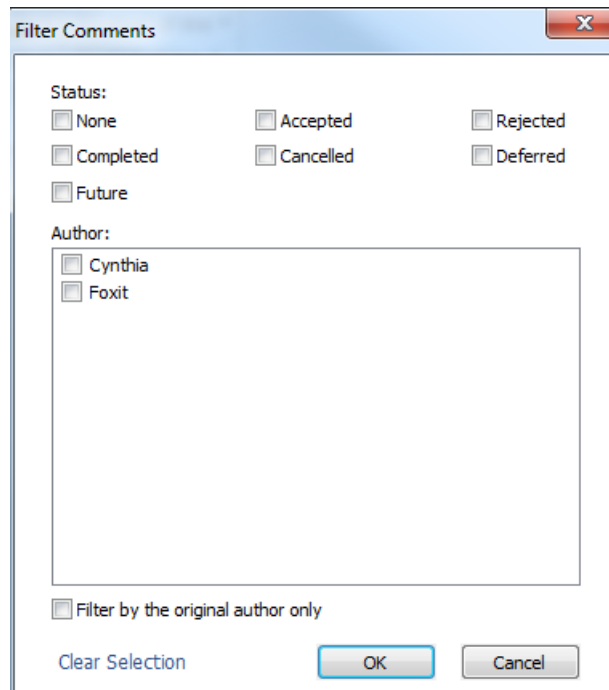 Filter Comments
Status:
None Accepted Rejected
Completed Cancelled Deferred
Future
Author:
Cynthia
Foxit
Filter by the original author only
Clear Selection OK Cancel